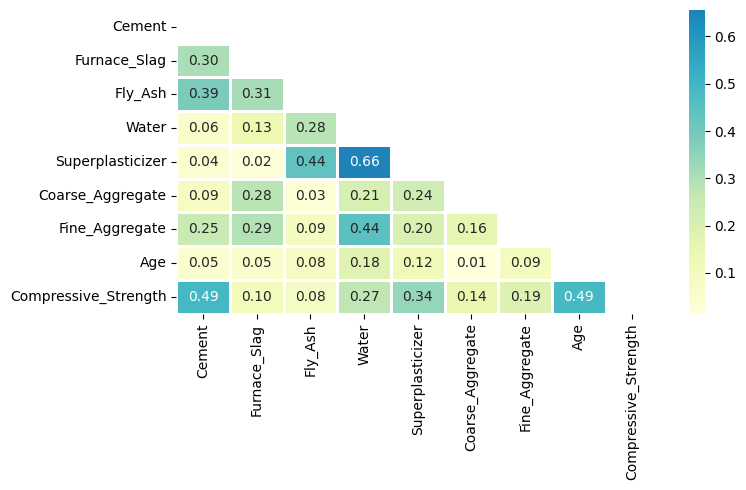 Cement
Furnace_Slag 0.30
Fly_Ash 0.39 0.31
Water 0.06 0.13 0.28
Superplasticizer 0.04 0.02 0.44 0.66
Coarse_Aggregate 0.09 0.28 0.03 0.21 0.24
Fine_Aggregate 0.25 0.29 0.09 0.44 0.20 0.16
Age 0.05 0.05 0.08 0.18 0.12 0.01 0.09
Compressive_Strength 0.49 0.10 0.08 0.27 0.34 0.14 0.19 0.49
Cement
Furnace_Slag
Fly_Ash
Water
Superplasticizer
Coarse_Aggregate
Fine_Aggregate
Age
Compressive_Strength
0.6
0.5
0.4
0.3
0.2
0.1